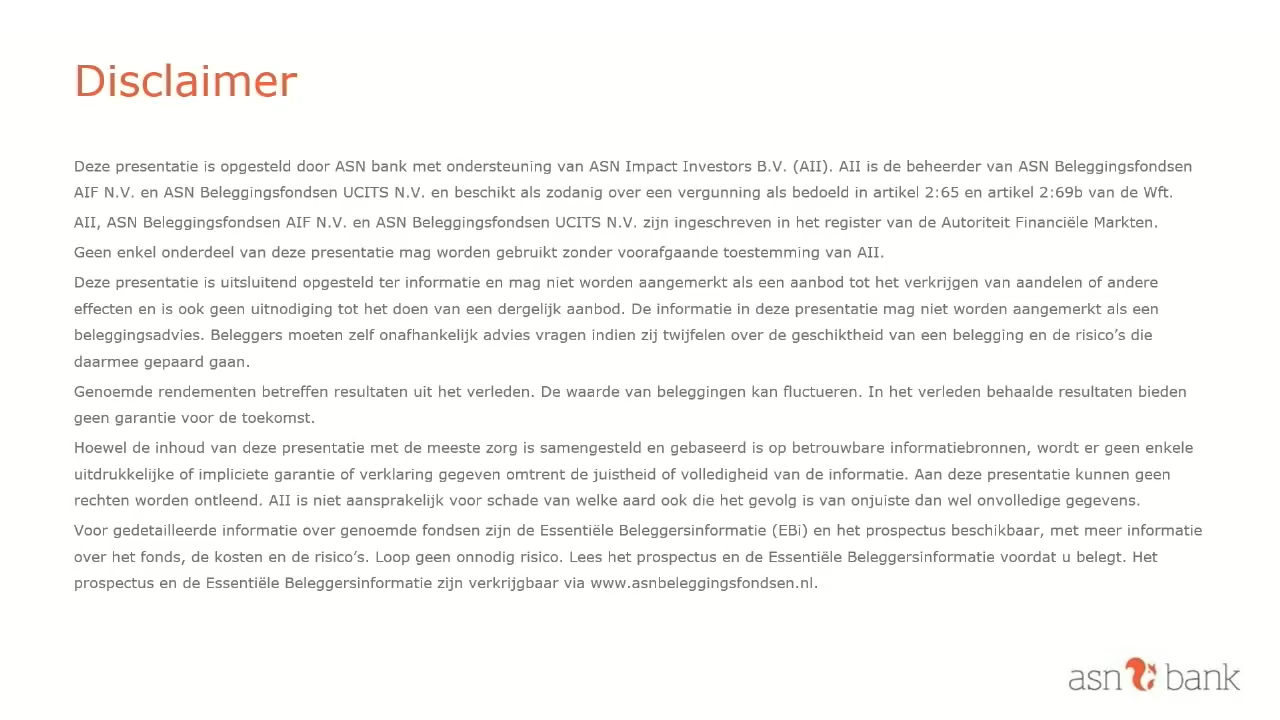 Disclaimer
Deze presentatie is opgesteld door ASN bank met ondersteuning van ASN Impact Investors B.V. (AII). AII is de beheerder van ASN Beleggingsfondsen
AIF N.V. en ASN Beleggingsfondsen UCITS N.V. en beschikt als zodanig over een vergunning als bedoeld in artikel 2:65 en artikel 2:69b van de Wft.
AII, ASN Beleggingsfondsen AIF N.V. en ASN Beleggingsfondsen UCITS N.V. zijn ingeschreven in het register van de Autoriteit Financiële Markten.
Geen enkel onderdeel van deze presentatie mag worden gebruikt zonder voorafgaande toestemming van AII.
Deze presentatie is uitsluitend opgesteld ter informatie en mag niet worden aangemerkt als een aanbod tot het verkrijgen van aandelen of andere
effecten en is ook geen uitnodiging tot het doen van een dergelijk aanbod. De informatie in deze presentatie mag niet worden aangemerkt als een
beleggingsadvies. Beleggers moeten zelf onafhankelijk advies vragen indien zij twijfelen over de geschiktheid van een belegging en de risico’s die
daarmee gepaard gaan.
Genoemde rendementen betreffen resultaten uit het verleden. De waarde van beleggingen kan fluctueren. In het verleden behaalde resultaten bieden
geen garantie voor de toekomst.
Hoewel de inhoud van deze presentatie met de meeste zorg is samengesteld en gebaseerd is op betrouwbare informatiebronnen, wordt er geen enkele
uitdrukkelijke of impliciete garantie of verklaring gegeven omtrent de juistheid of volledigheid van de informatie. Aan deze presentatie kunnen geen
rechten worden ontleend. AII is niet aansprakelijk voor schade van welke aard ook die het gevolg is van onjuiste dan wel onvolledige gegevens.
Voor gedetailleerde informatie over genoemde fondsen zijn de Essentiële Beleggersinformatie (EBi) en het prospectus beschikbaar, met meer informatie
over het fonds, de kosten en de risico’s. Loop geen onnodig risico. Lees het prospectus en de Essentiële Beleggersinformatie voordat u belegt. Het
prospectus en de Essentiële Beleggersinformatie zijn verkrijgbaar via www.asnbeleggingsfondsen.nl.
asn bank